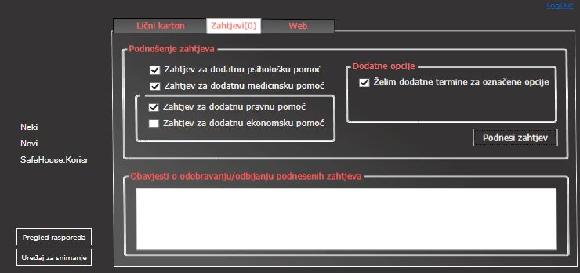 Log Out
Lični karton
Zahtjevi(0)
Web
Podnošenje zahtjeva
Zahtjev za dodatnu psihološku pomoć
Zahtjev za dodatnu medicinsku pomoć
Zahtjev za dodatnu pravnu pomoć
Zahtjev za dodatnu ekonomsku pomoć
Dodatne opcije
Želim dodatne termine za označene opcije
Podnesi zahtjev
Neki
Novi
SafeHouse.Korisnik
Obavjesti o odobravanju/odbijanju podnesenih zahtjeva
Pregled rasporeda
Uređaj za snimanje